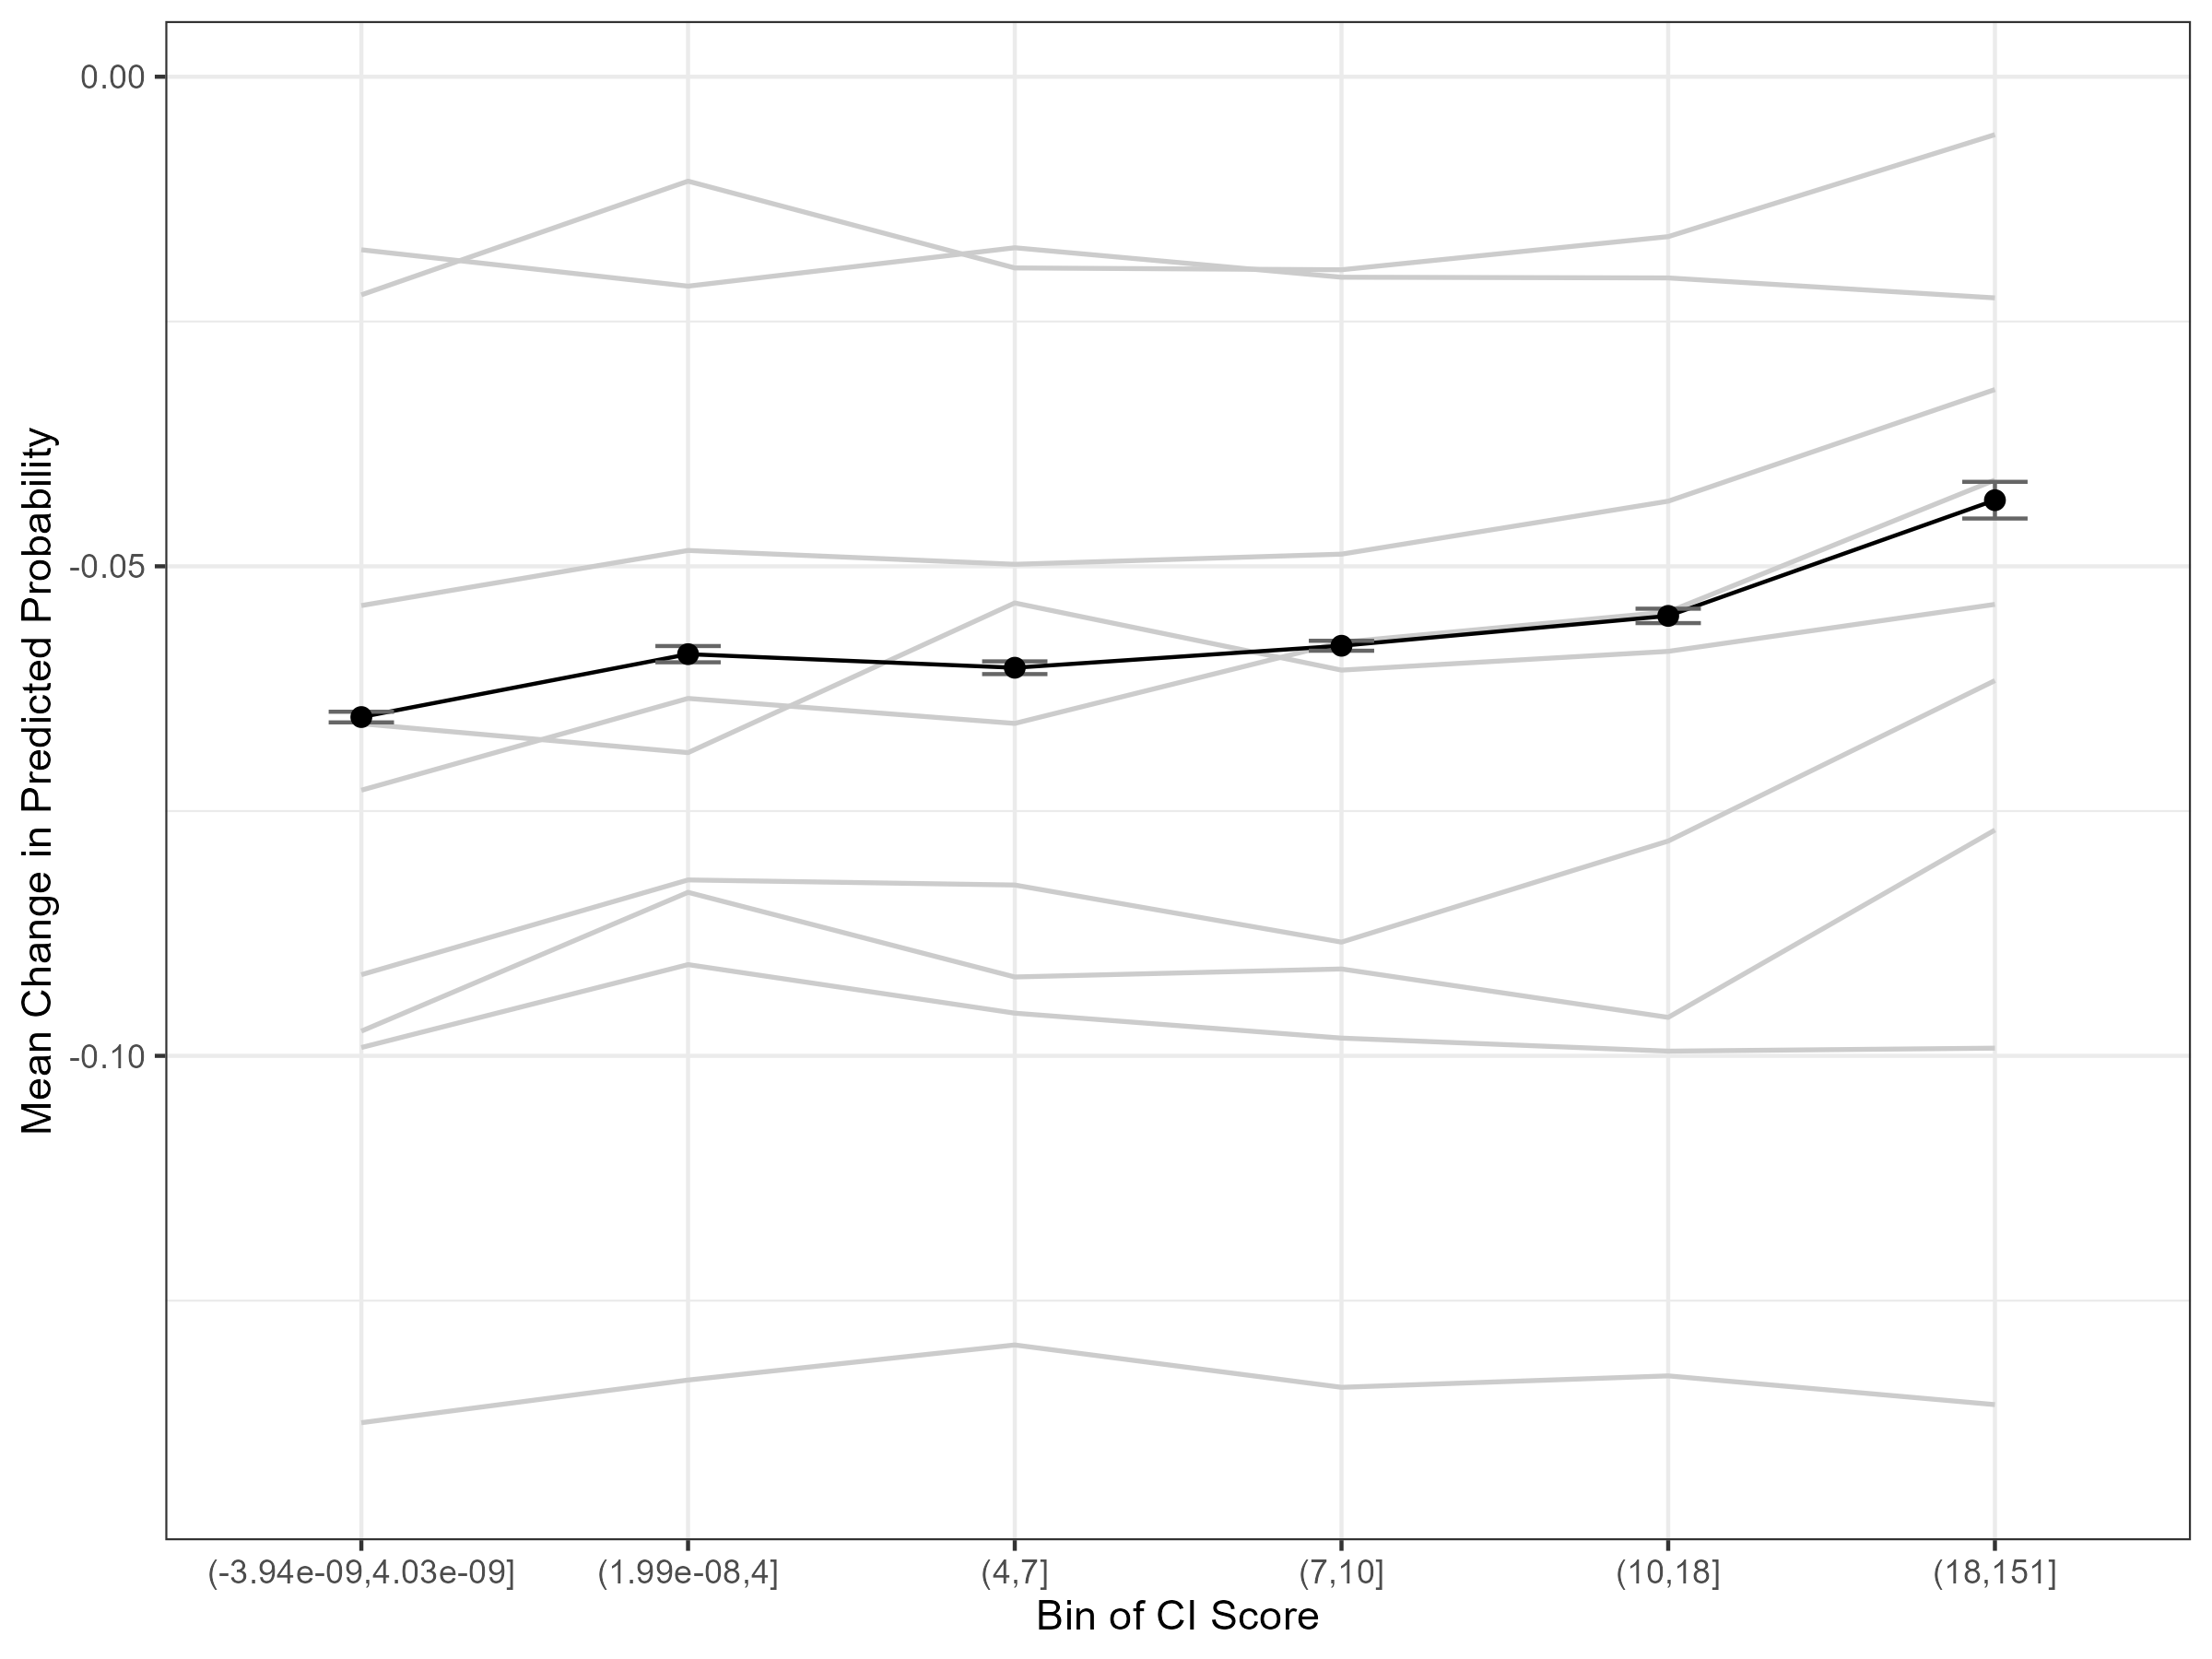 Mean Change in Predicted Probability
0.00
-0.05
-0.10
(-3.94e-09,4.03e-09]
(1.99e-08,4]
(4,7]
(7,10]
(10,18]
(18,151]
Bin of CI Score